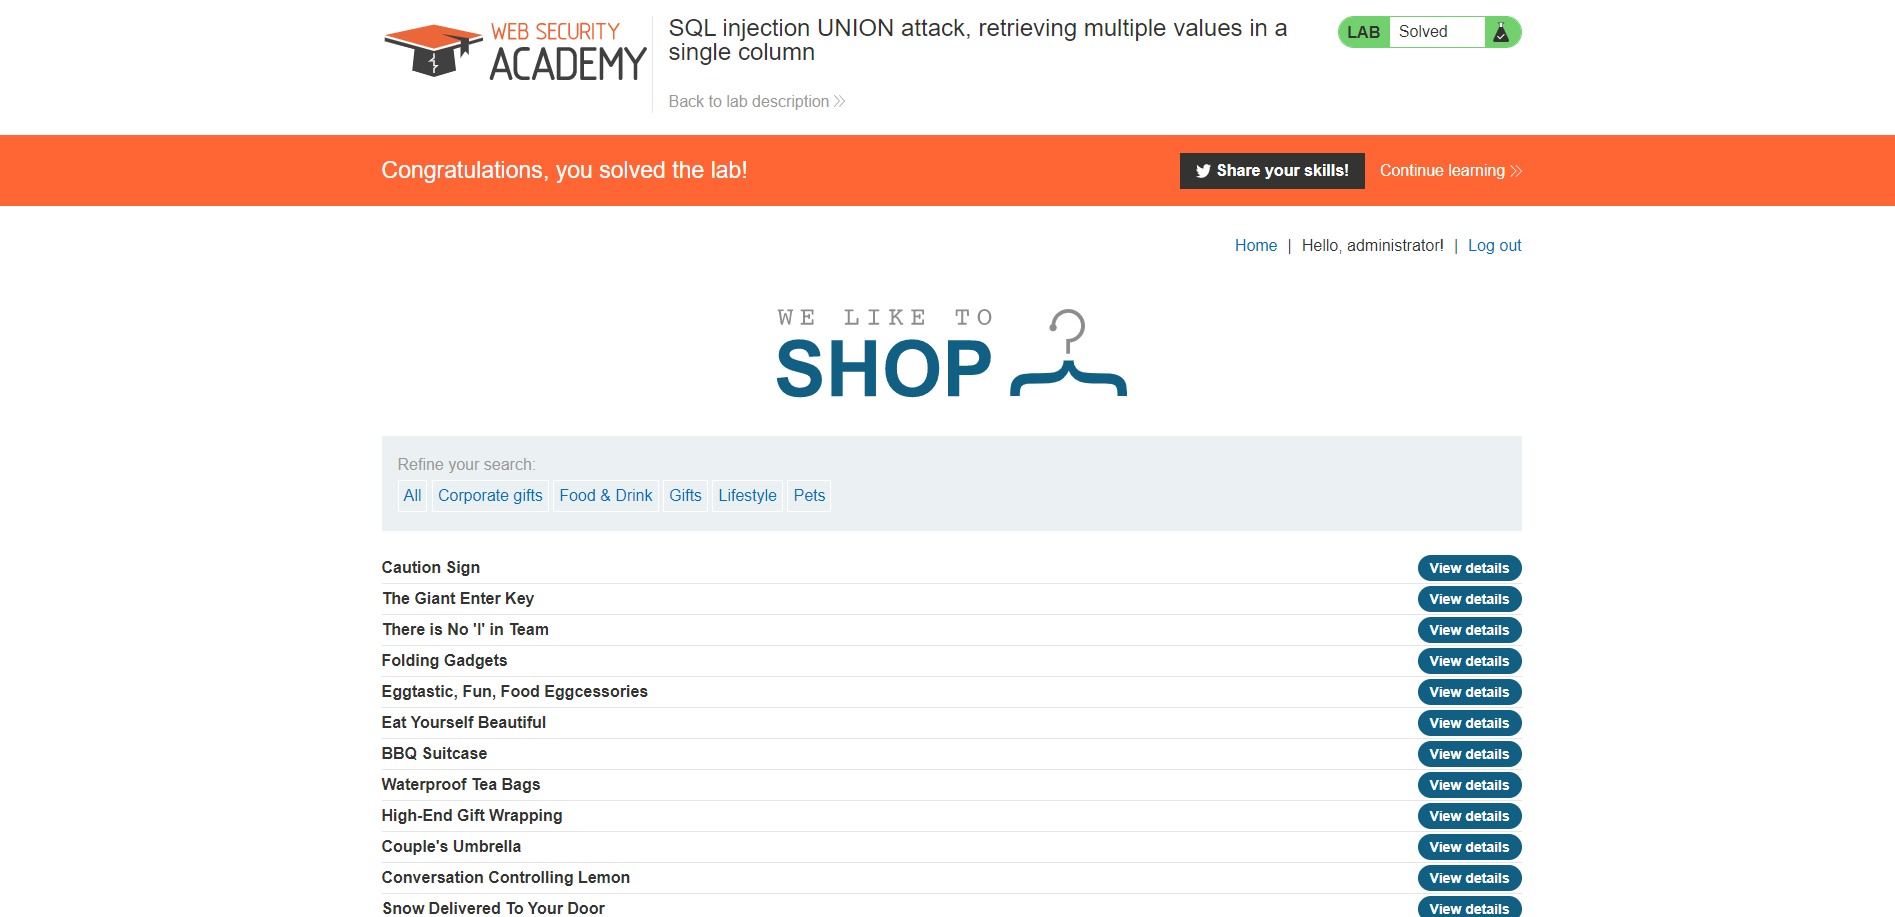 WEB SECURITY
ACADEMY
SQL injection UNION attack, retrieving multiple values in a
single column
Back to lab description
LAB Solved
Congratulations, you solved the lab!
Share your skills! Continue learning
Home | Hello, administrator! | Log out
WE LIKE TO
SHOP
Refine your search:
All Corporate gifts Food & Drink Gifts Lifestyle Pets
Caution Sign View details
The Giant Enter Key View details
There is No 'I' in Team View details
Folding Gadgets View details
Eggtastic, Fun, Food Eggcessories View details
Eat Yourself Beautiful View details
BBQ Suitcase View details
Waterproof Tea Bags View details
High-End Gift Wrapping View details
Couple's Umbrella View details
Conversation Controlling Lemon View details
Snow Delivered To Your Door View details